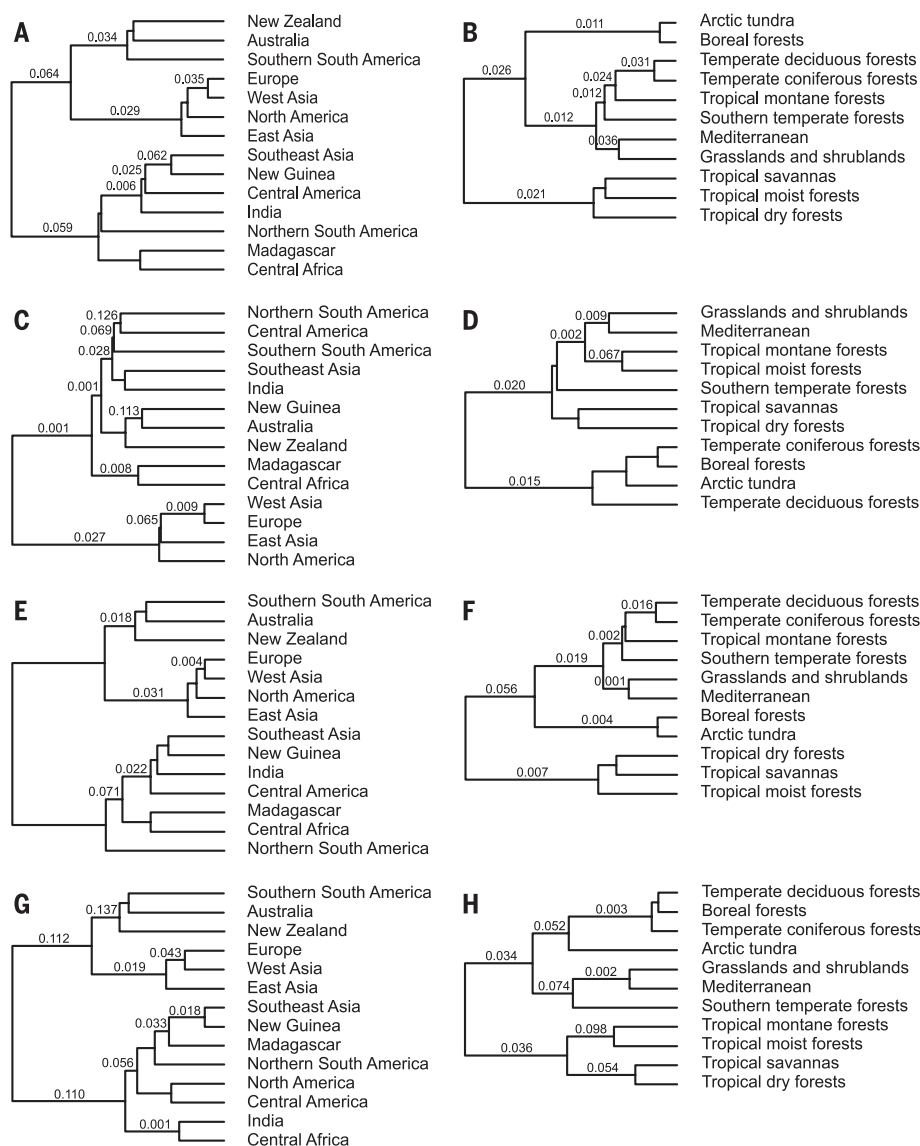 A
0.064
0.034
0.029
0.035
0.059
0.006
0.025
0.062
New Zealand
Australia
Southern South America
Europe
West Asia
North America
East Asia
Southeast Asia
New Guinea
Central America
India
Northern South America
Madagascar
Central Africa
B
0.026
0.011
0.012
0.012
0.024
0.031
0.036
0.021
Arctic tundra
Boreal forests
Temperate deciduous forests
Temperate coniferous forests
Tropical montane forests
Southern temperate forests
Mediterranean
Grasslands and shrublands
Tropical savannas
Tropical moist forests
Tropical dry forests
C
0.126
0.069
0.028
0.001
0.113
0.001
0.008
0.009
0.065
0.027
Northern South America
Central America
Southern South America
Southeast Asia
India
New Guinea
Australia
New Zealand
Madagascar
Central Africa
West Asia
Europe
East Asia
North America
D
0.009
0.002
0.067
0.020
0.015
Grasslands and shrublands
Mediterranean
Tropical montane forests
Tropical moist forests
Southern temperate forests
Tropical savannas
Tropical dry forests
Temperate coniferous forests
Boreal forests
Arctic tundra
Temperate deciduous forests
E
0.018
0.004
0.031
0.022
0.071
Southern South America
Australia
New Zealand
Europe
West Asia
North America
East Asia
Southeast Asia
New Guinea
India
Central America
Madagascar
Central Africa
Northern South America
F
0.016
0.002
0.019
0.001
0.056
0.004
0.007
Temperate deciduous forests
Temperate coniferous forests
Tropical montane forests
Southern temperate forests
Grasslands and shrublands
Mediterranean
Boreal forests
Arctic tundra
Tropical dry forests
Tropical savannas
Tropical moist forests
G
0.137
0.112
0.043
0.019
0.018
0.033
0.056
0.110
0.001
Southern South America
Australia
New Zealand
Europe
West Asia
East Asia
Southeast Asia
New Guinea
Madagascar
Northern South America
North America
Central America
India
Central Africa
H
0.003
0.052
0.034
0.002
0.074
0.098
0.036
0.054
Temperate deciduous forests
Boreal forests
Temperate coniferous forests
Arctic tundra
Grasslands and shrublands
Mediterranean
Southern temperate forests
Tropical montane forests
Tropical moist forests
Tropical savannas
Tropical dry forests